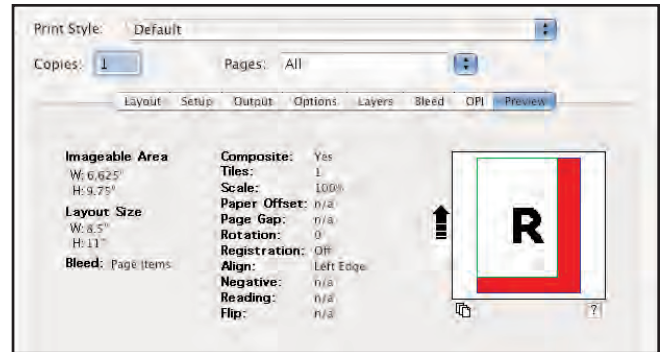 Print Style: Default
Copies: 1 Pages: All
Layout Setup Output Options Layers Bleed OPI Preview
Imageable Area
W: 6.625"
H: 9.75"
Layout Size
W: 8.5"
H: 11"
Bleed: Page Items
Composite: Yes
Tiles: 1
Scale: 100%
Paper Offset: n/a
Page Gap: n/a
Rotation: 0
Registration: Off
Align: Left Edge
Negative: n/a
Reading: n/a
Flip: n/a
R
?